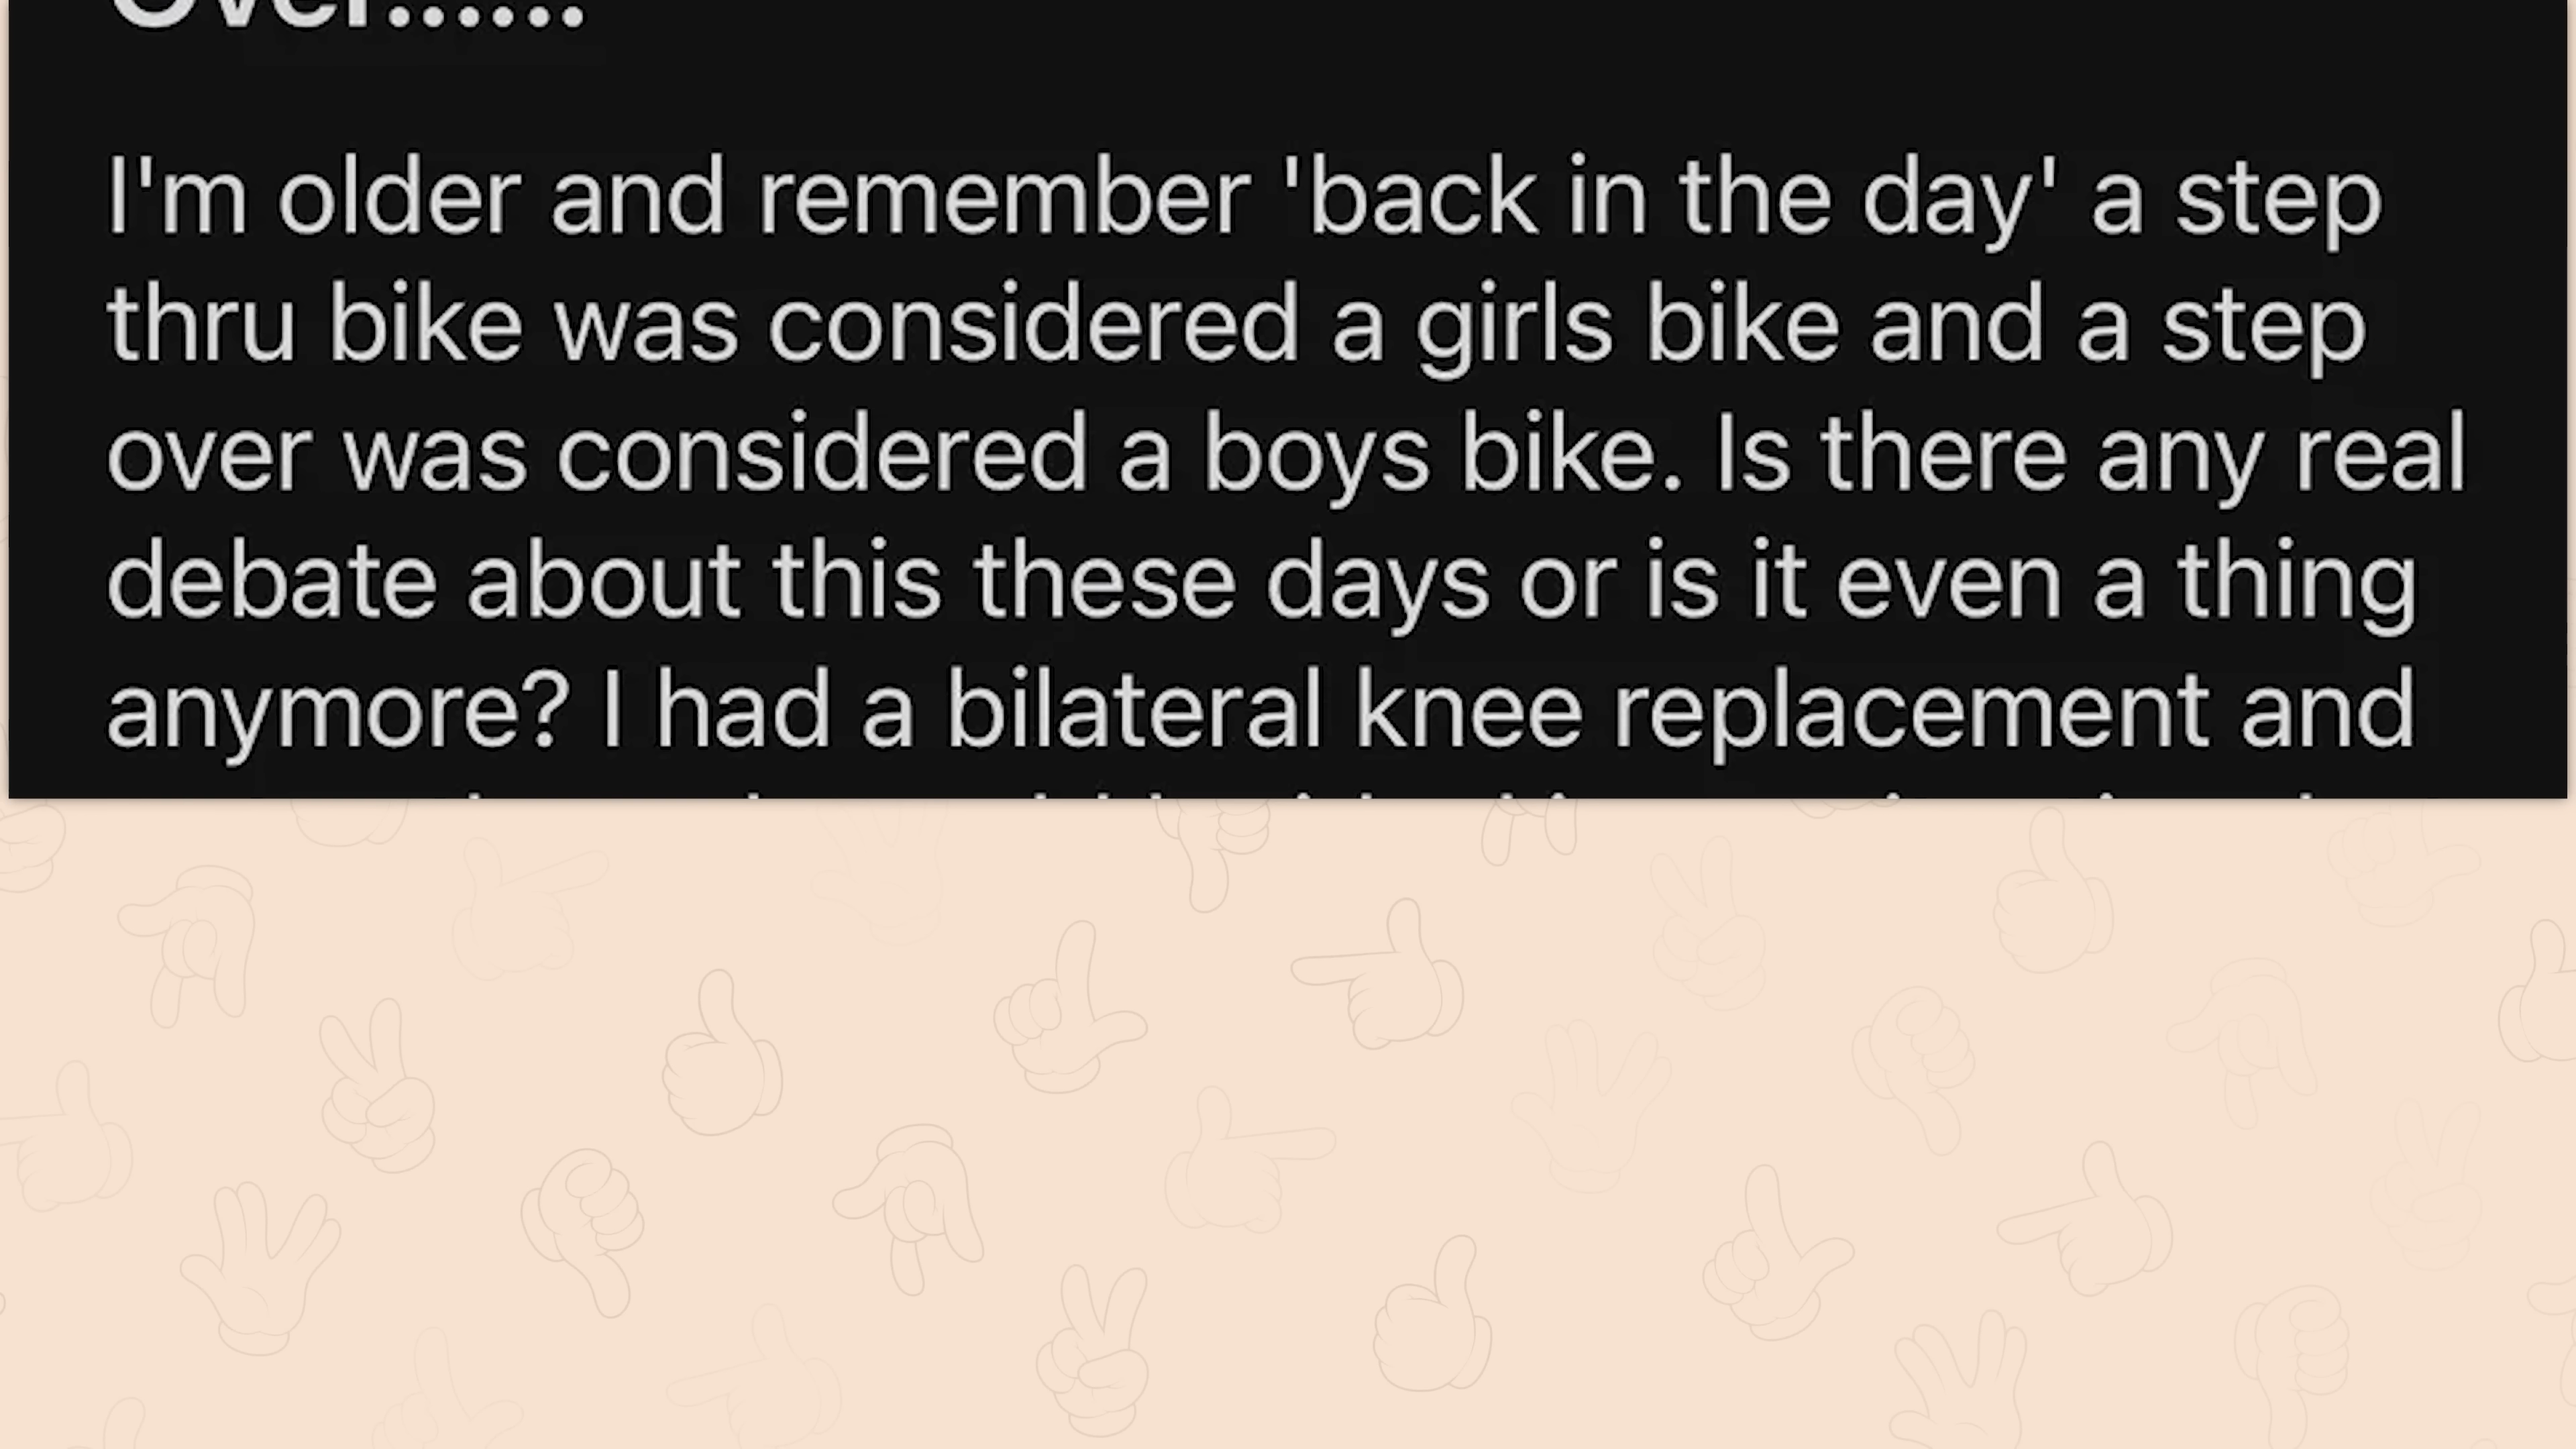 Over......
I'm older and remember 'back in the day' a step
thru bike was considered a girls bike and a step
over was considered a boys bike. Is there any real
debate about this these days or is it even a thing
anymore? I had a bilateral knee replacement and